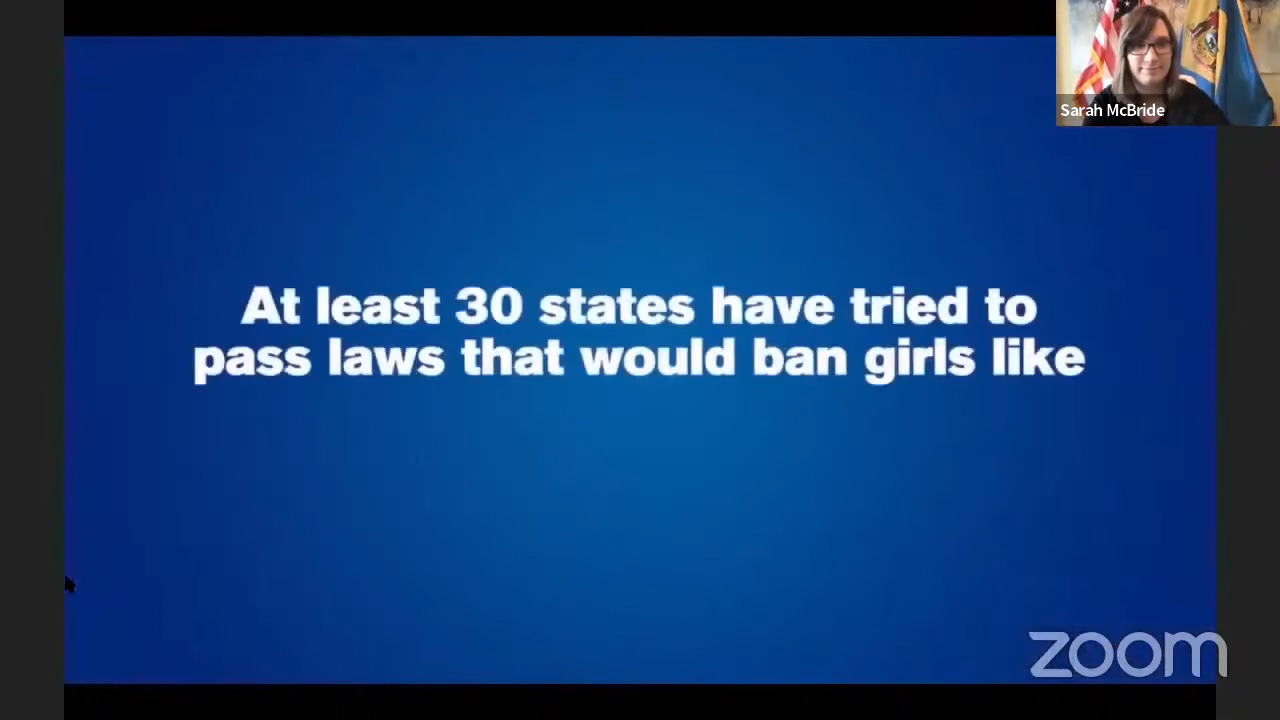 Sarah McBride
At least 30 states have tried to
pass laws that would ban girls like
zoom